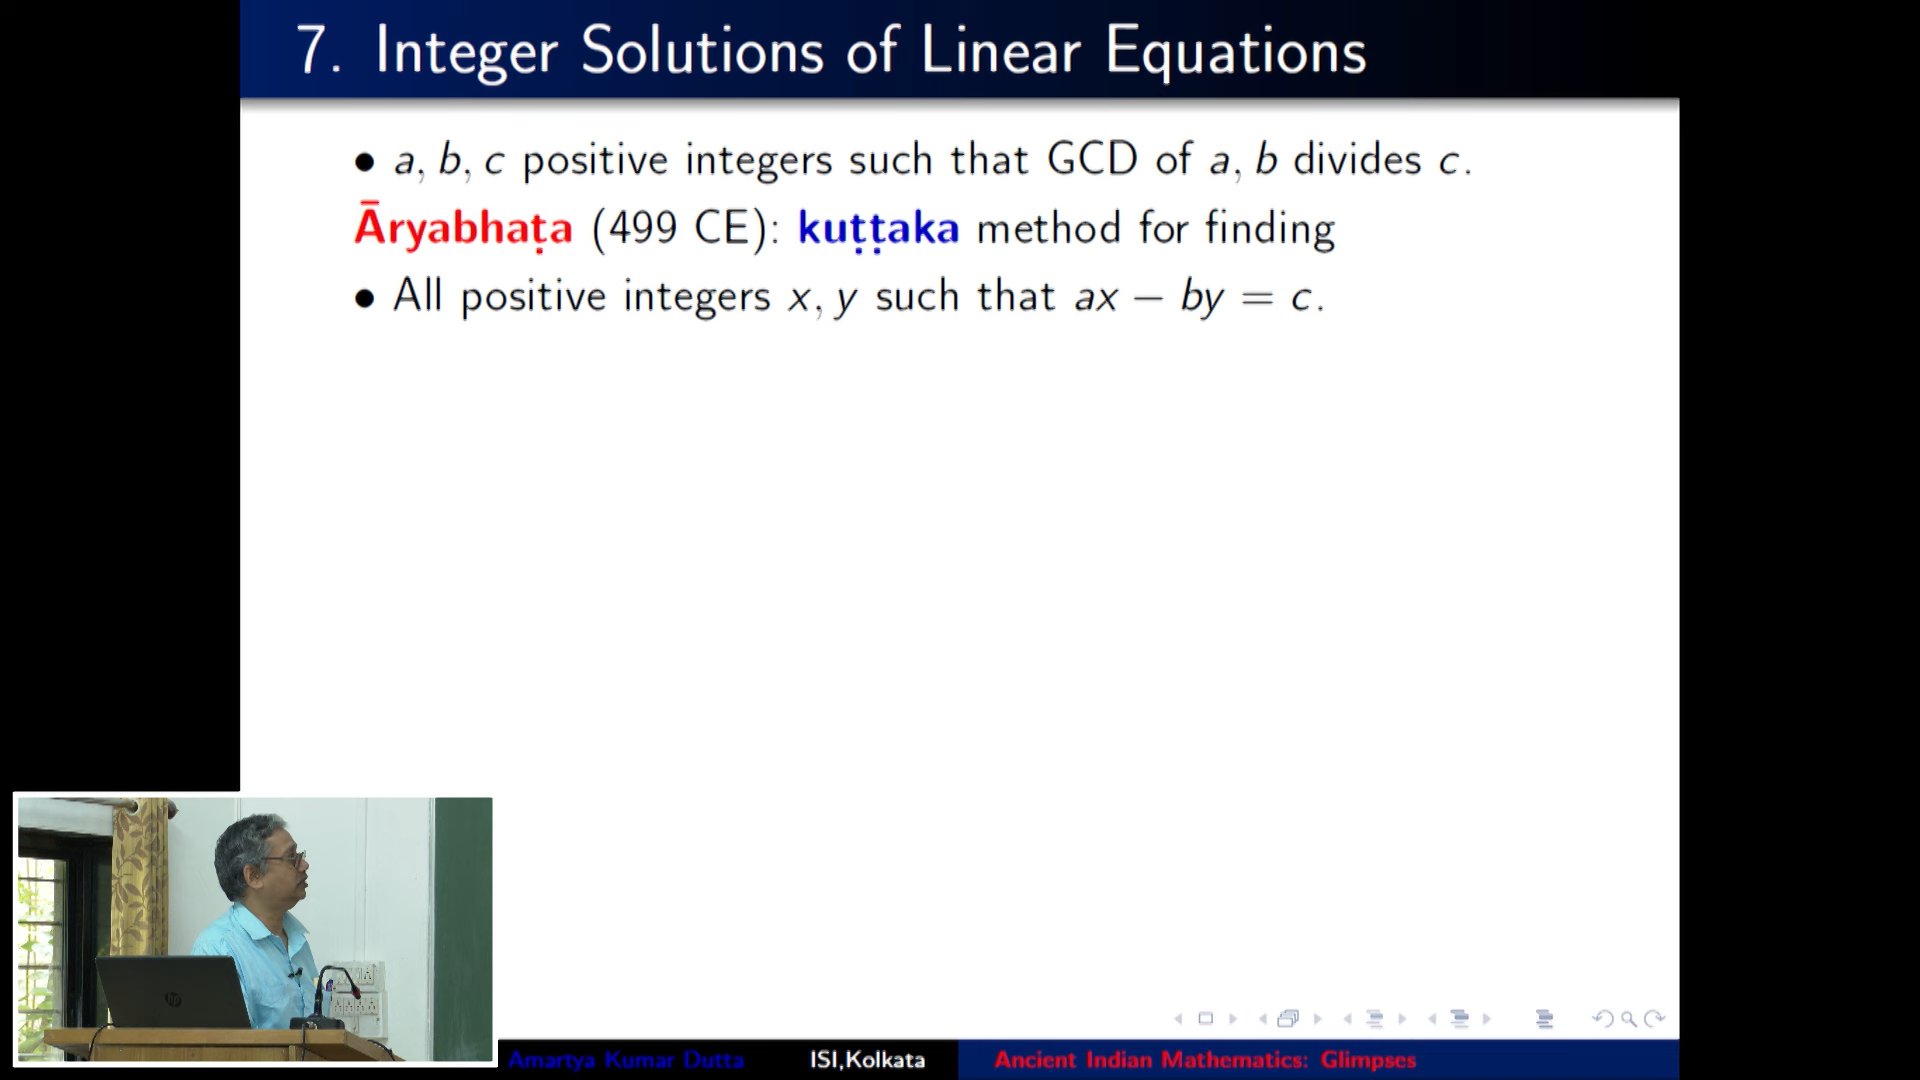 7. Integer Solutions of Linear Equations
• a, b, c positive integers such that GCD of a, b divides c.
Āryabhaṭa (499 CE): kuṭṭaka method for finding
• All positive integers x, y such that ax − by = c.
hp
Amartya Kumar Dutta ISI,Kolkata Ancient Indian Mathematics: Glimpses